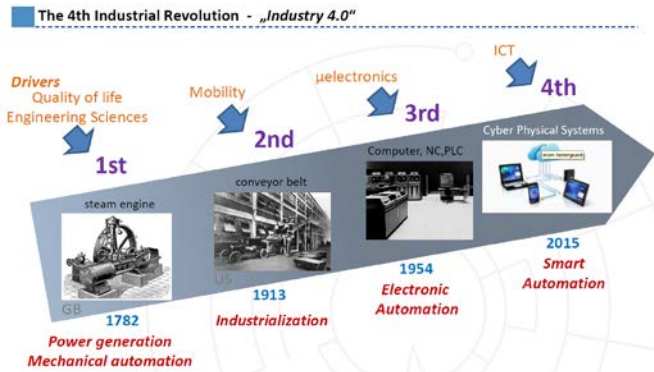 The 4th Industrial Revolution - „Industry 4.0“
Drivers
Quality of life
Engineering Sciences
1st
steam engine
GB
1782
Power generation
Mechanical automation
Mobility
2nd
conveyor belt
US
1913
Industrialization
µelectronics
3rd
Computer, NC,PLC
1954
Electronic
Automation
ICT
4th
Cyber Physical Systems
2015
Smart
Automation